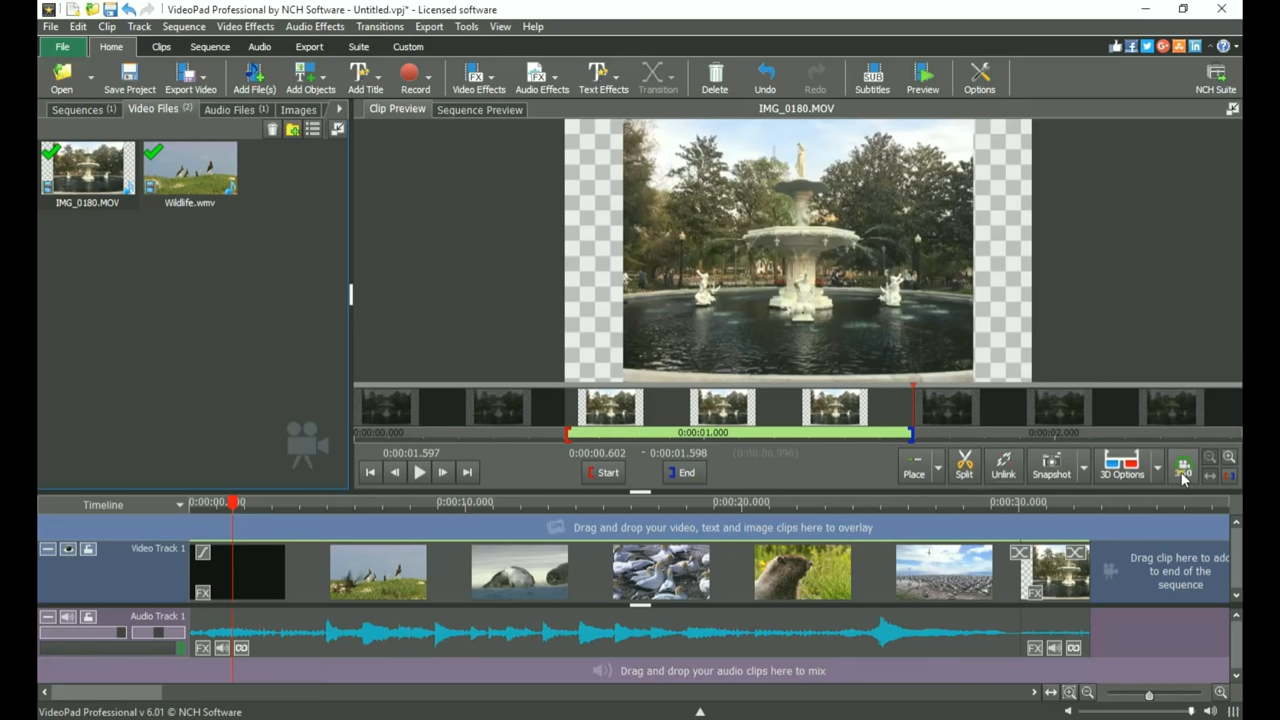 VideoPad Professional by NCH Software - Untitled.vpj* - Licensed software
File Edit Clip Track Sequence Video Effects Audio Effects Transitions Export Tools View Help
File Home Clips Sequence Audio Export Suite Custom
Open Save Project Export Video Add File(s) Add Objects Add Title Record Video Effects Audio Effects Text Effects Transition Delete Undo Redo Subtitles Preview Options NCH Suite
Sequences (1) Video Files (2) Audio Files (1) Images Clip Preview Sequence Preview IMG_0180.MOV
IMG_0180.MOV Wildlife.wmv
0:00:00.000 0:00:01.000 0:00:02.000
0:00:01.597 0:00:00.602 - 0:00:01.598 (0:00:00.996)
Start End Place Split Unlink Snapshot 3D Options
Timeline 0:00:10.000 0:00:20.000 0:00:30.000
Drag and drop your video, text and image clips here to overlay
Video Track 1
FX FX
Drag clip here to add
to end of the
sequence
Audio Track 1
FX FX
Drag and drop your audio clips here to mix
VideoPad Professional v 6.01 © NCH Software